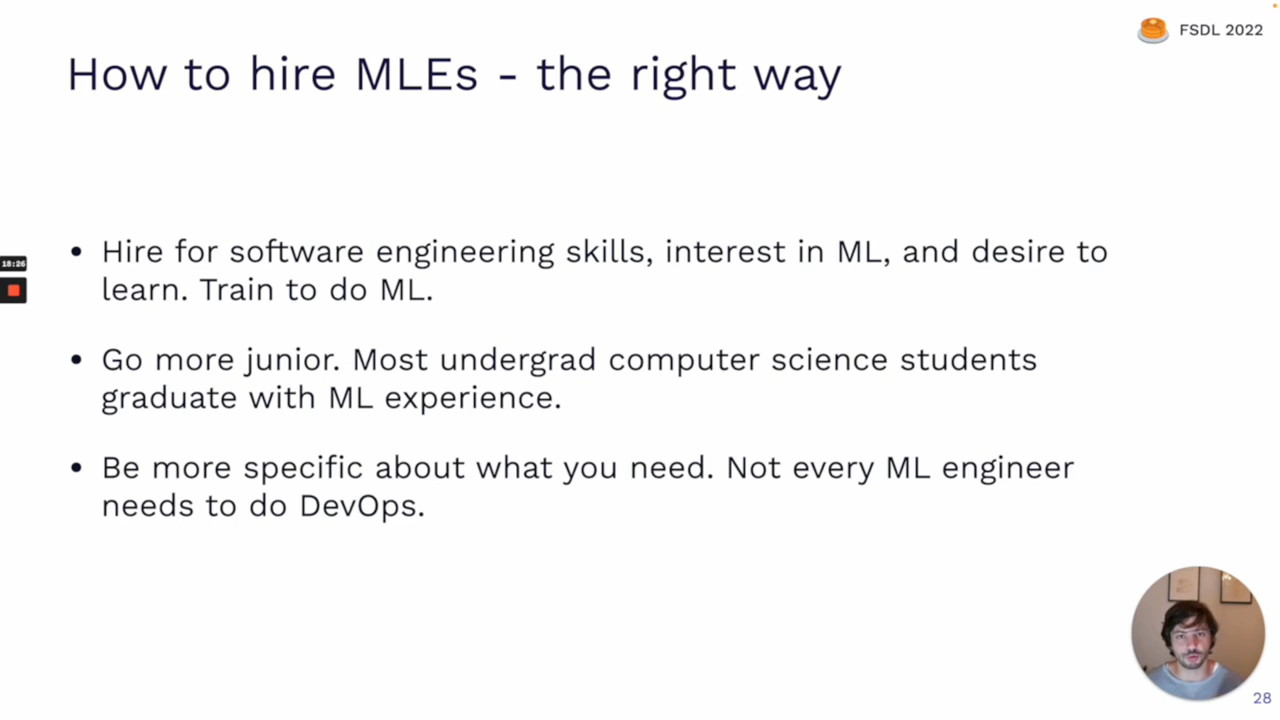 FSDL 2022
How to hire MLEs - the right way
• Hire for software engineering skills, interest in ML, and desire to
learn. Train to do ML.
18:26
• Go more junior. Most undergrad computer science students
graduate with ML experience.
• Be more specific about what you need. Not every ML engineer
needs to do DevOps.
28